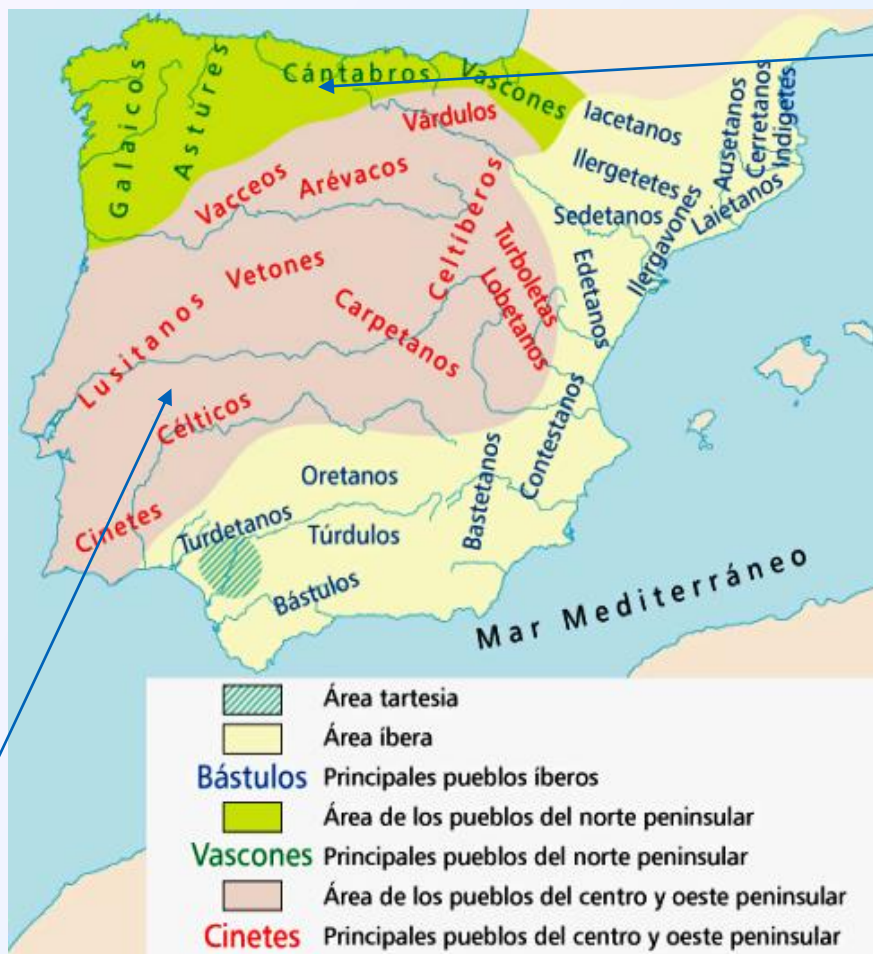 Galaicos
Astures
Cántabros
Vascones
Várdulos
Vacceos
Arévacos
Celtíberos
Iacetanos
Ilergetetes
Ausetanos
Cerretanos
Indigetes
Laietanos
Sedetanos
Ilergavones
Edetanos
Turboletas
Lobetanos
Vetones
Lusitanos
Carpetanos
Célticos
Cinetes
Contestanos
Bastetanos
Oretanos
Turdetanos
Túrdulos
Bástulos
Mar Mediterráneo
Área tartesia
Área íbera
Bástulos Principales pueblos íberos
Área de los pueblos del norte peninsular
Vascones Principales pueblos del norte peninsular
Área de los pueblos del centro y oeste peninsular
Cinetes Principales pueblos del centro y oeste peninsular